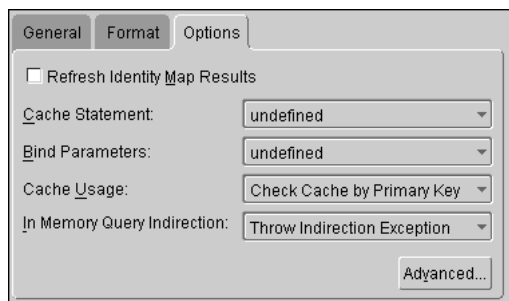 General Format Options
Refresh Identity Map Results
Cache Statement: undefined
Bind Parameters: undefined
Cache Usage: Check Cache by Primary Key
In Memory Query Indirection: Throw Indirection Exception
Advanced...